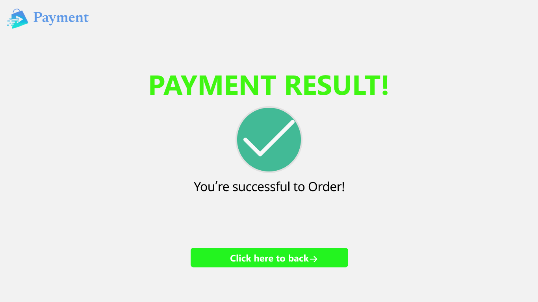 Payment
PAYMENT RESULT!
You're successful to Order!
Click here to back→